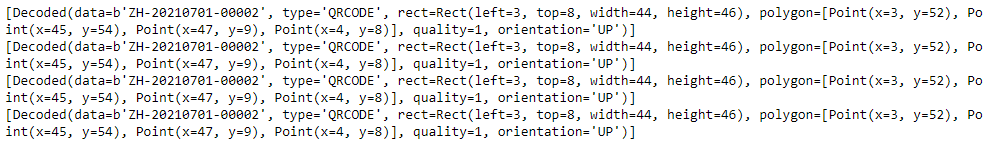 [Decoded(data=b'ZH-20210701-00002', type='QRCODE', rect=Rect(left=3, top=8, width=44, height=46), polygon=[Point(x=3, y=52), Po
int(x=45, y=54), Point(x=47, y=9), Point(x=4, y=8)], quality=1, orientation='UP')]
[Decoded(data=b'ZH-20210701-00002', type='QRCODE', rect=Rect(left=3, top=8, width=44, height=46), polygon=[Point(x=3, y=52), Po
int(x=45, y=54), Point(x=47, y=9), Point(x=4, y=8)], quality=1, orientation='UP')]
[Decoded(data=b'ZH-20210701-00002', type='QRCODE', rect=Rect(left=3, top=8, width=44, height=46), polygon=[Point(x=3, y=52), Po
int(x=45, y=54), Point(x=47, y=9), Point(x=4, y=8)], quality=1, orientation='UP')]
[Decoded(data=b'ZH-20210701-00002', type='QRCODE', rect=Rect(left=3, top=8, width=44, height=46), polygon=[Point(x=3, y=52), Po
int(x=45, y=54), Point(x=47, y=9), Point(x=4, y=8)], quality=1, orientation='UP')]